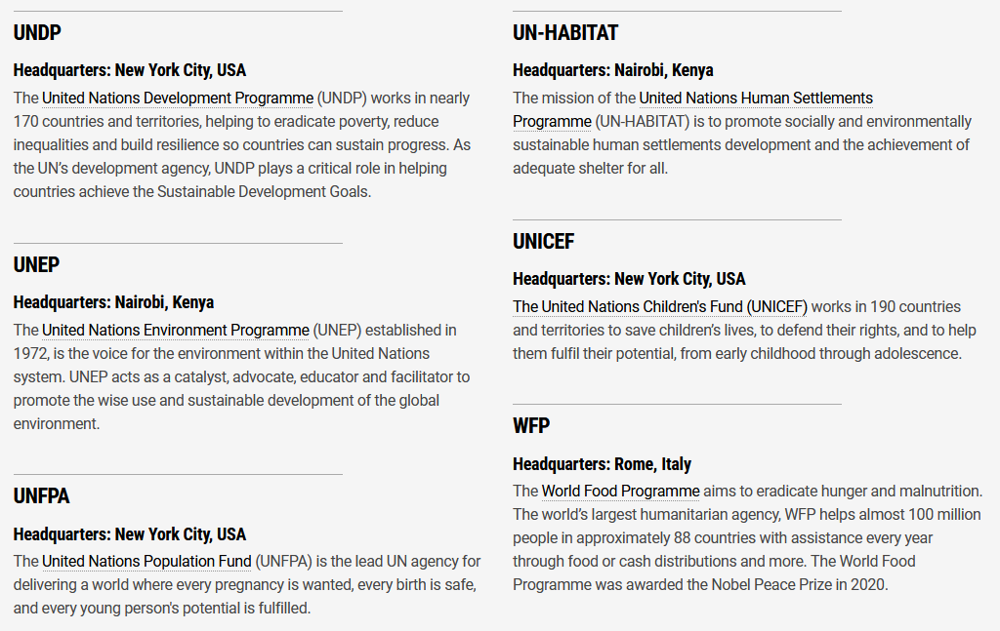 UNDP
Headquarters: New York City, USA
The United Nations Development Programme (UNDP) works in nearly
170 countries and territories, helping to eradicate poverty, reduce
inequalities and build resilience so countries can sustain progress. As
the UN’s development agency, UNDP plays a critical role in helping
countries achieve the Sustainable Development Goals.
UNEP
Headquarters: Nairobi, Kenya
The United Nations Environment Programme (UNEP) established in
1972, is the voice for the environment within the United Nations
system. UNEP acts as a catalyst, advocate, educator and facilitator to
promote the wise use and sustainable development of the global
environment.
UNFPA
Headquarters: New York City, USA
The United Nations Population Fund (UNFPA) is the lead UN agency for
delivering a world where every pregnancy is wanted, every birth is safe,
and every young person's potential is fulfilled.
UN-HABITAT
Headquarters: Nairobi, Kenya
The mission of the United Nations Human Settlements
Programme (UN-HABITAT) is to promote socially and environmentally
sustainable human settlements development and the achievement of
adequate shelter for all.
UNICEF
Headquarters: New York City, USA
The United Nations Children's Fund (UNICEF) works in 190 countries
and territories to save children’s lives, to defend their rights, and to help
them fulfil their potential, from early childhood through adolescence.
WFP
Headquarters: Rome, Italy
The World Food Programme aims to eradicate hunger and malnutrition.
The world’s largest humanitarian agency, WFP helps almost 100 million
people in approximately 88 countries with assistance every year
through food or cash distributions and more. The World Food
Programme was awarded the Nobel Peace Prize in 2020.